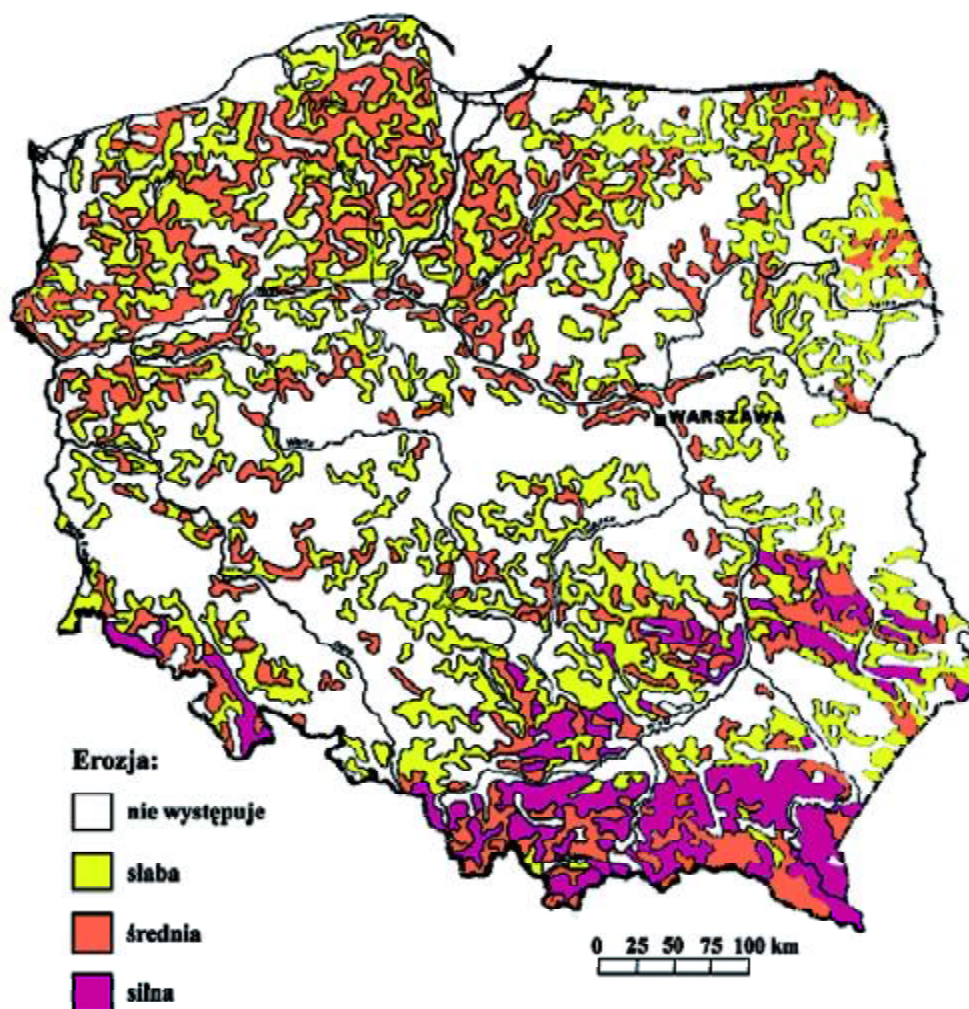 WARSZAWA
Erozja:
nie występuje
słaba
średnia
silna
0 25 50 75 100 km